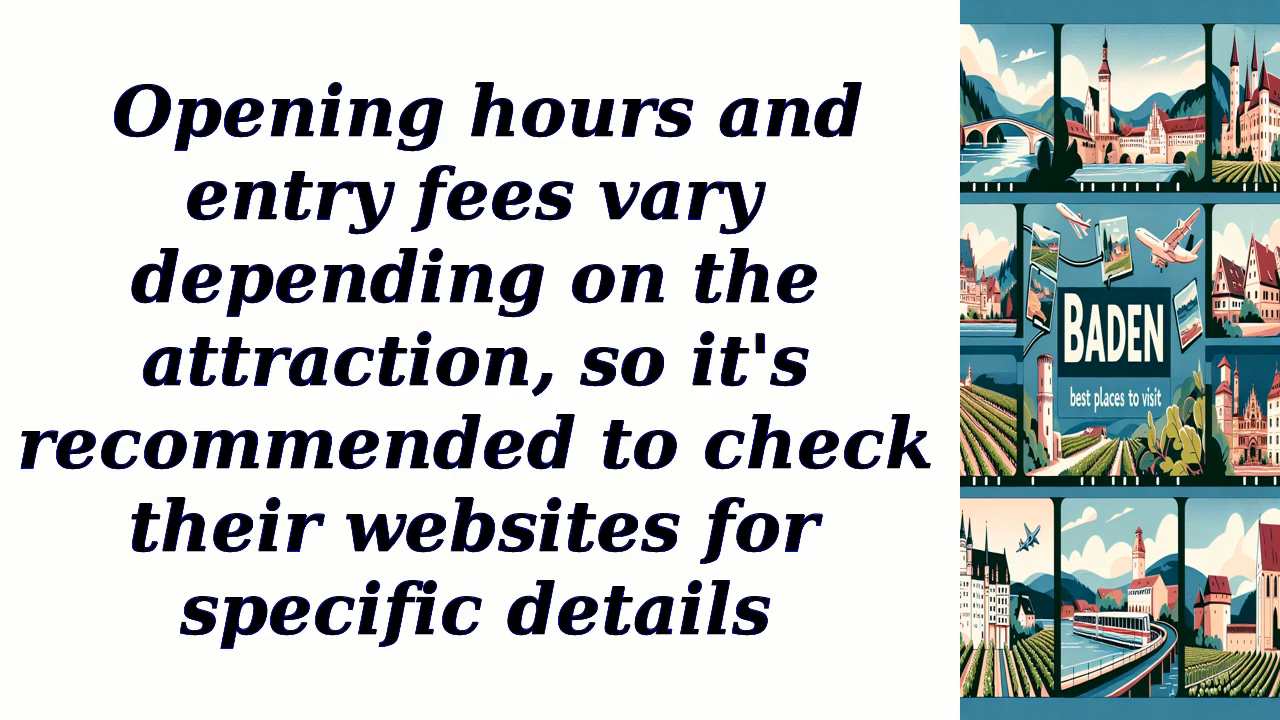 Opening hours and
entry fees vary
depending on the
attraction, so it's
recommended to check
their websites for
specific details
BADEN
best places to visit